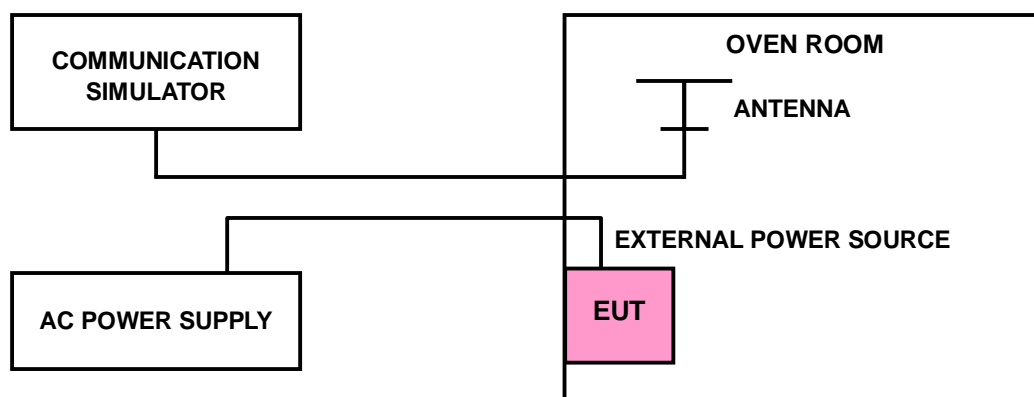 COMMUNICATION
SIMULATOR
OVEN ROOM
ANTENNA
EXTERNAL POWER SOURCE
AC POWER SUPPLY
EUT